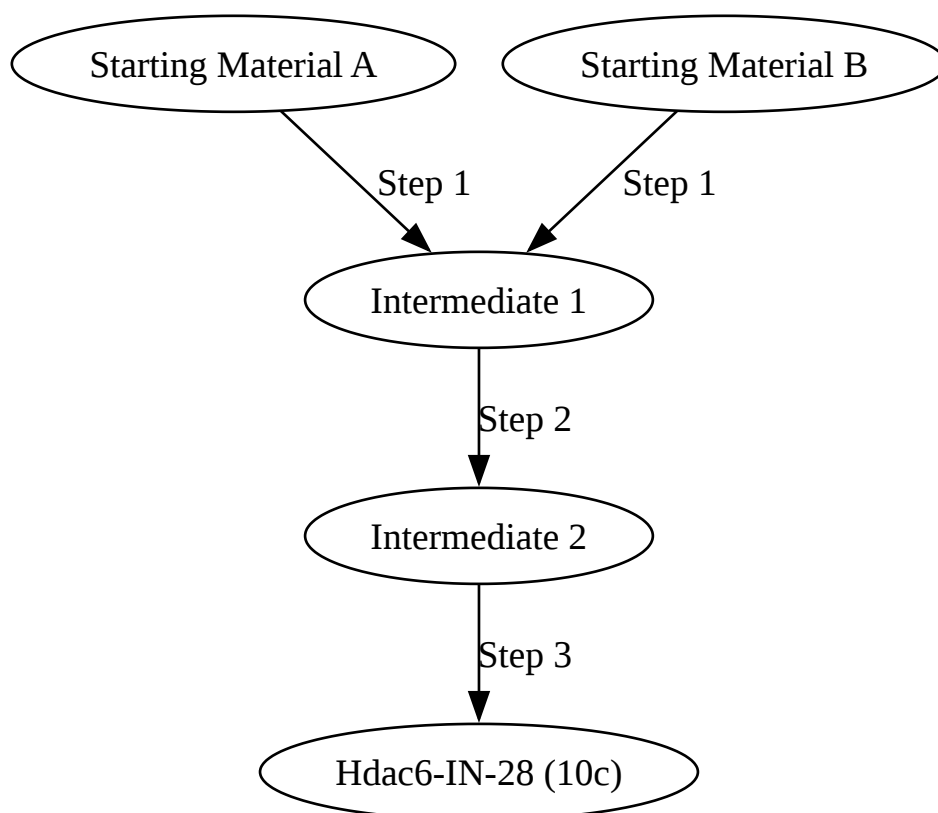 Starting Material A
Starting Material B
Step 1
Step 1
Intermediate 1
Step 2
Intermediate 2
Step 3
Hdac6-IN-28 (10c)